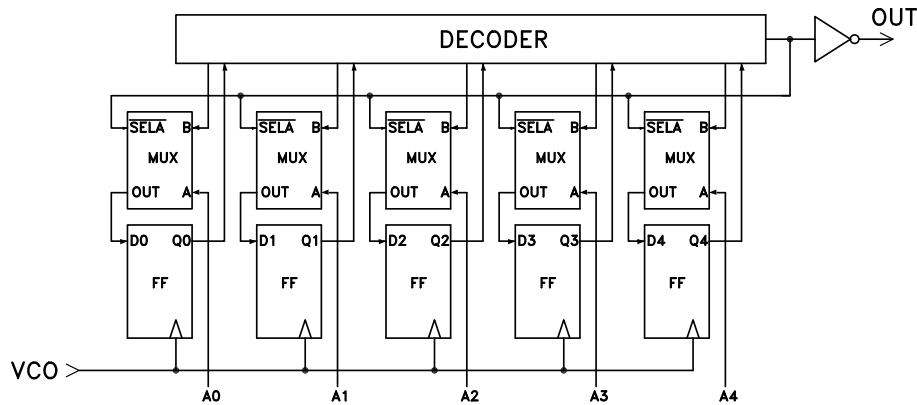 OUT
DECODER
SELA B SELA B SELA B SELA B SELA B
MUX MUX MUX MUX MUX
OUT A OUT A OUT A OUT A OUT A
D0 Q0 D1 Q1 D2 Q2 D3 Q3 D4 Q4
FF FF FF FF FF
VCO
A0 A1 A2 A3 A4